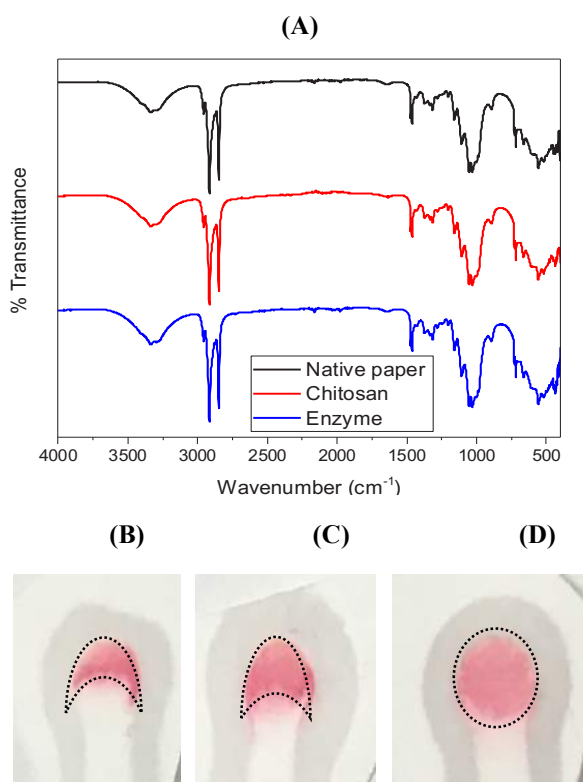 (A)
% Transmittance
Native paper
Chitosan
Enzyme
4000 3500 3000 2500 2000 1500 1000 500
Wavenumber (cm⁻¹)
(B) (C) (D)